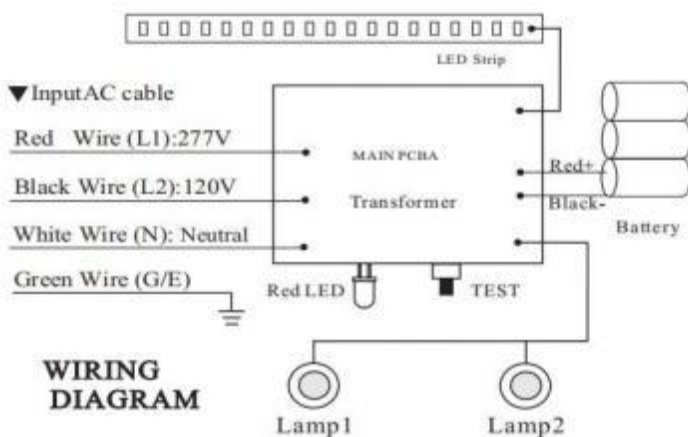 LED Strip
▼InputAC cable
Red Wire (L1):277V
Black Wire (L2):120V
White Wire (N): Neutral
Green Wire (G/E)
MAIN PCBA
Transformer
Red+
Black-
Battery
Red LED
TEST
WIRING
DIAGRAM
Lamp1
Lamp2